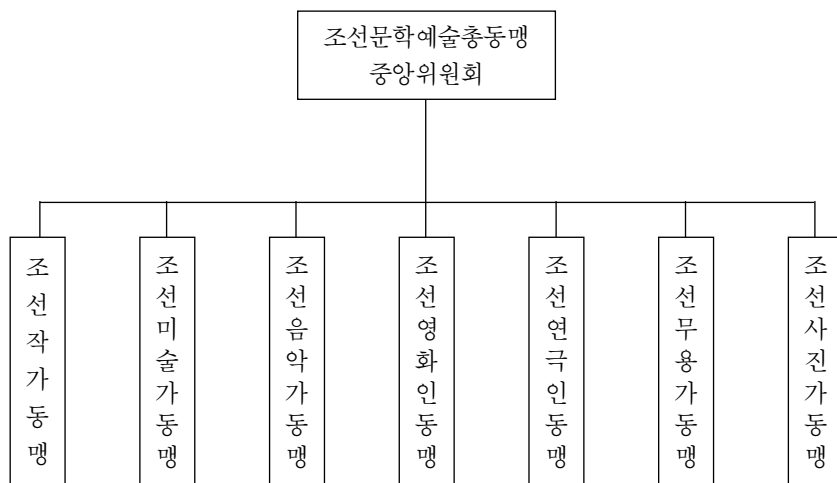 조선문학예술총동맹
중앙위원회
조선작가동맹
조선미술가동맹
조선음악가동맹
조선영화인동맹
조선연극인동맹
조선무용가동맹
조선사진가동맹